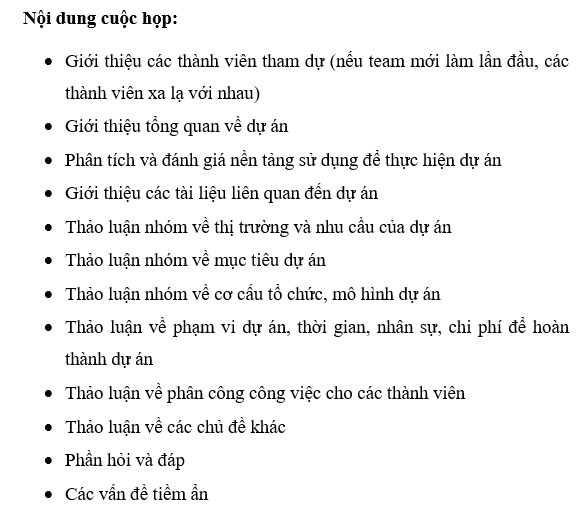 Nội dung cuộc họp:
• Giới thiệu các thành viên tham dự (nếu team mới làm lần đầu, các
thành viên xa lạ với nhau)
• Giới thiệu tổng quan về dự án
• Phân tích và đánh giá nền tảng sử dụng để thực hiện dự án
• Giới thiệu các tài liệu liên quan đến dự án
• Thảo luận nhóm về thị trường và nhu cầu của dự án
• Thảo luận nhóm về mục tiêu dự án
• Thảo luận nhóm về cơ cấu tổ chức, mô hình dự án
• Thảo luận về phạm vi dự án, thời gian, nhân sự, chi phí để hoàn
thành dự án
• Thảo luận về phân công công việc cho các thành viên
• Thảo luận về các chủ đề khác
• Phần hỏi và đáp
• Các vấn đề tiềm ẩn